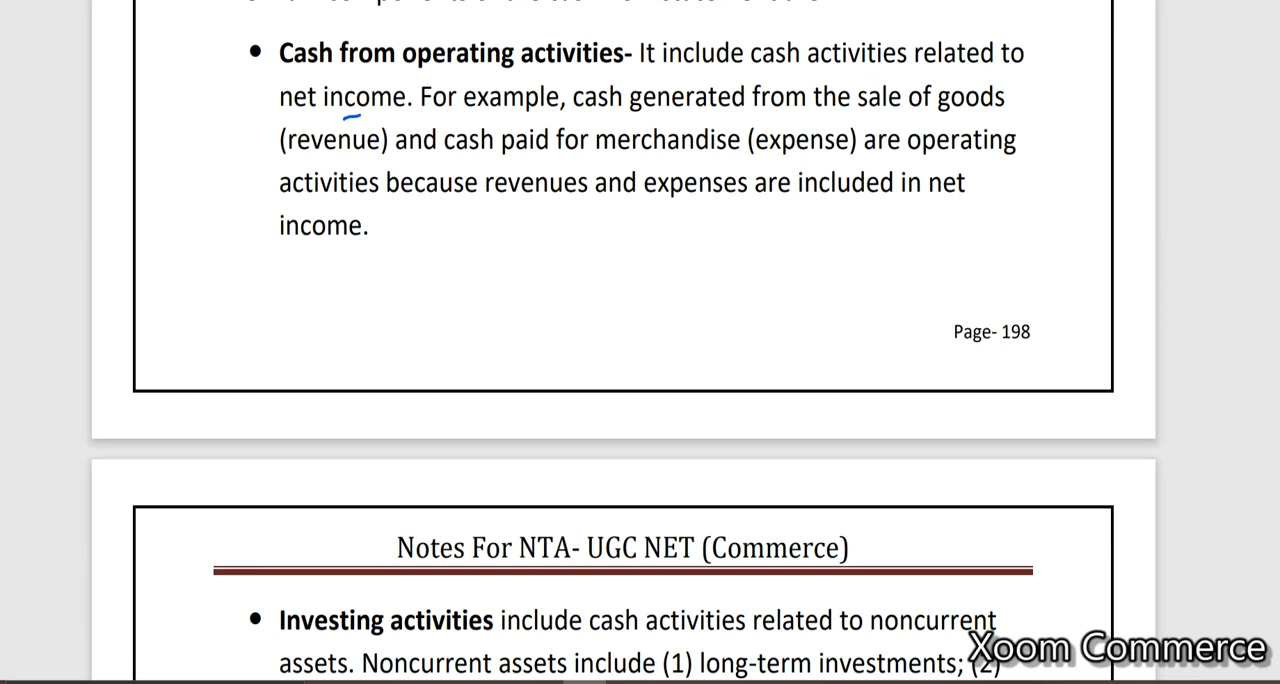 • Cash from operating activities- It include cash activities related to
net income. For example, cash generated from the sale of goods
(revenue) and cash paid for merchandise (expense) are operating
activities because revenues and expenses are included in net
income.
Page- 198
Notes For NTA- UGC NET (Commerce)
• Investing activities include cash activities related to noncurrent
assets. Noncurrent assets include (1) long-term investments; (2)
Xoom Commerce